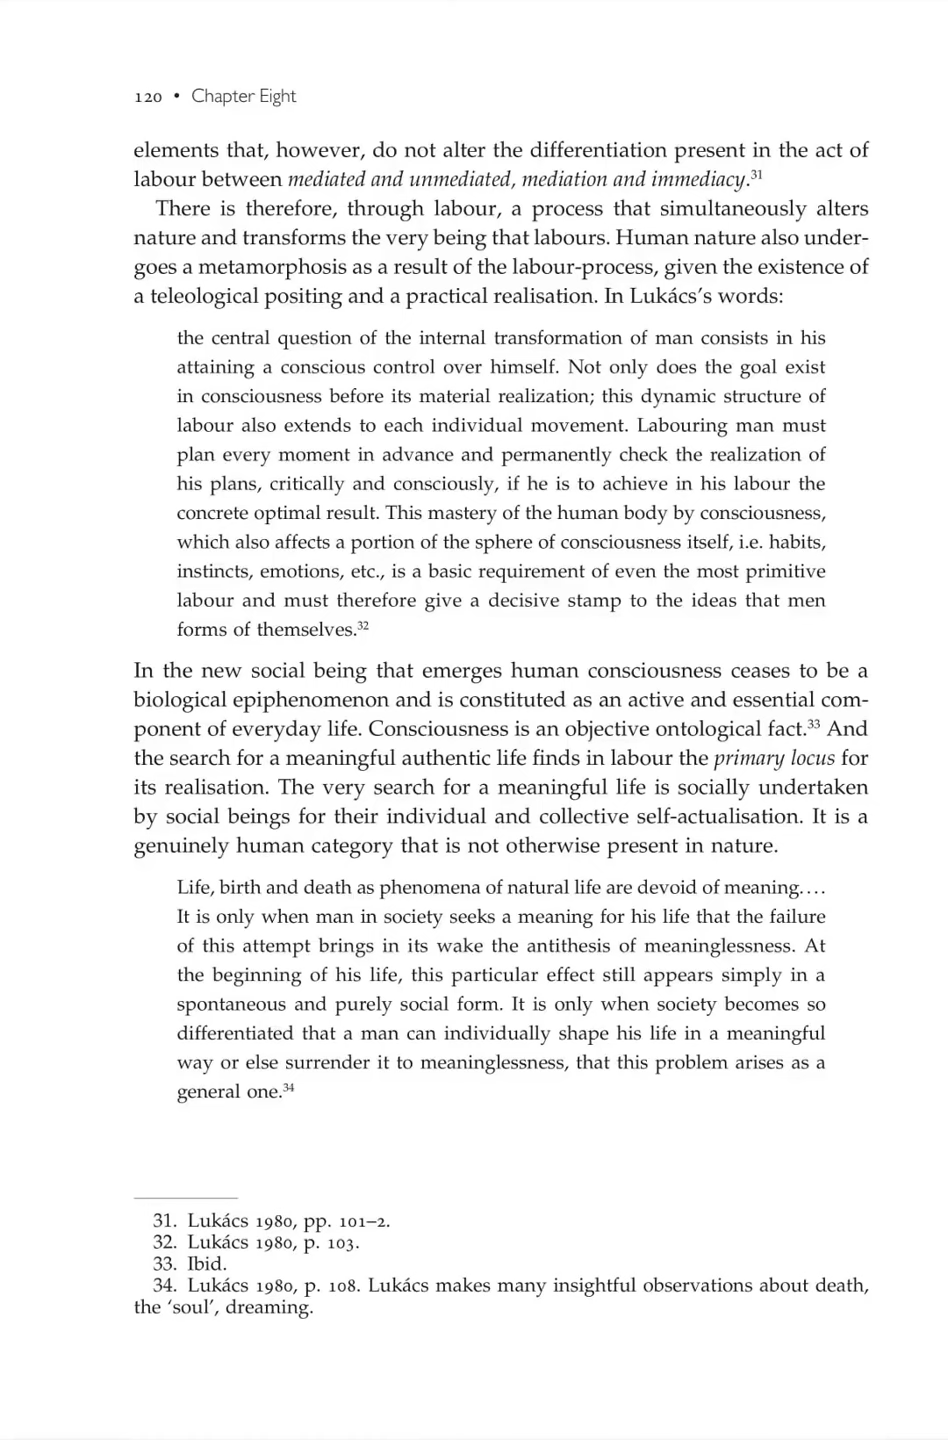 120 • Chapter Eight
elements that, however, do not alter the differentiation present in the act of
labour between mediated and unmediated, mediation and immediacy.31
There is therefore, through labour, a process that simultaneously alters
nature and transforms the very being that labours. Human nature also under-
goes a metamorphosis as a result of the labour-process, given the existence of
a teleological positing and a practical realisation. In Lukács’s words:
the central question of the internal transformation of man consists in his
attaining a conscious control over himself. Not only does the goal exist
in consciousness before its material realization; this dynamic structure of
labour also extends to each individual movement. Labouring man must
plan every moment in advance and permanently check the realization of
his plans, critically and consciously, if he is to achieve in his labour the
concrete optimal result. This mastery of the human body by consciousness,
which also affects a portion of the sphere of consciousness itself, i.e. habits,
instincts, emotions, etc., is a basic requirement of even the most primitive
labour and must therefore give a decisive stamp to the ideas that men
forms of themselves.32
In the new social being that emerges human consciousness ceases to be a
biological epiphenomenon and is constituted as an active and essential com-
ponent of everyday life. Consciousness is an objective ontological fact.33 And
the search for a meaningful authentic life finds in labour the primary locus for
its realisation. The very search for a meaningful life is socially undertaken
by social beings for their individual and collective self-actualisation. It is a
genuinely human category that is not otherwise present in nature.
Life, birth and death as phenomena of natural life are devoid of meaning....
It is only when man in society seeks a meaning for his life that the failure
of this attempt brings in its wake the antithesis of meaninglessness. At
the beginning of his life, this particular effect still appears simply in a
spontaneous and purely social form. It is only when society becomes so
differentiated that a man can individually shape his life in a meaningful
way or else surrender it to meaninglessness, that this problem arises as a
general one.34
31. Lukács 1980, pp. 101–2.
32. Lukács 1980, p. 103.
33. Ibid.
34. Lukács 1980, p. 108. Lukács makes many insightful observations about death,
the ‘soul’, dreaming.